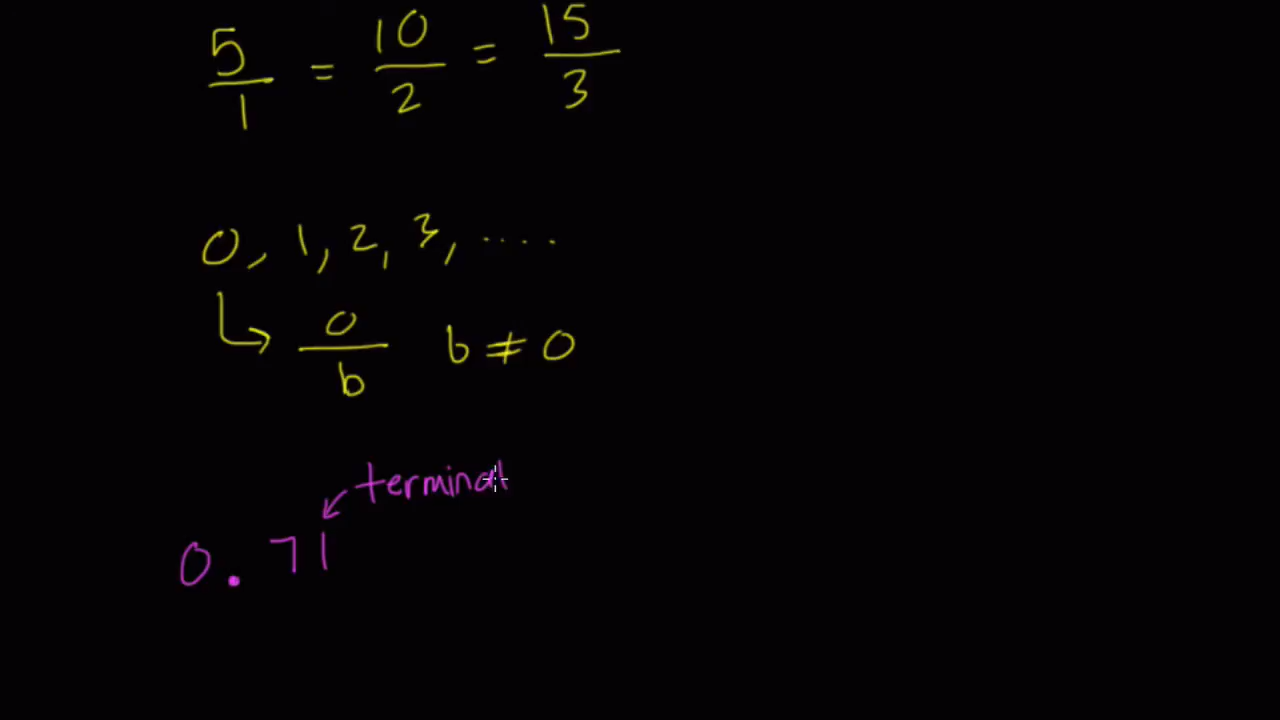 5/1 = 10/2 = 15/3
0, 1, 2, 3, ....
0/b b ≠ 0
terminat
0.71